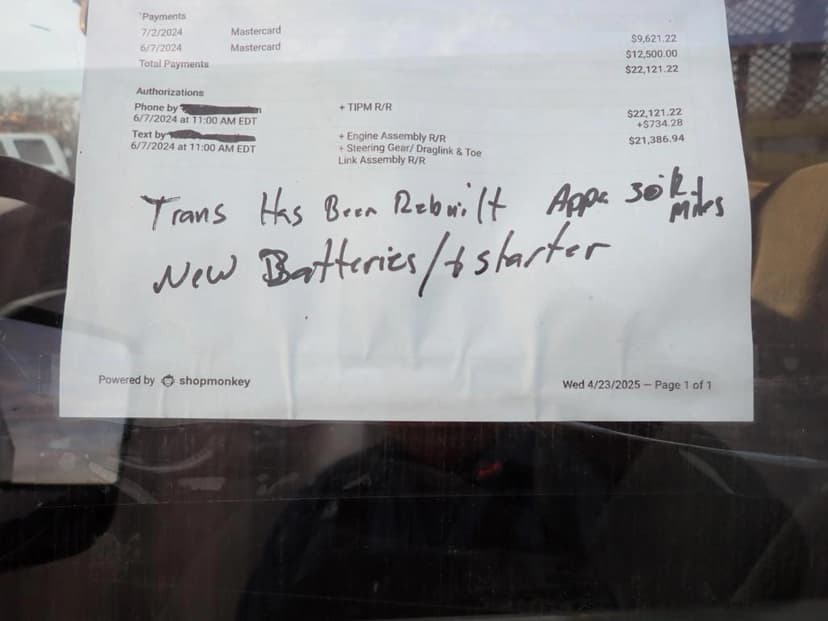 Payments
7/2/2024 Mastercard $9,621.22
6/7/2024 Mastercard $12,500.00
Total Payments $22,121.22
Authorizations
Phone by + TIPM R/R $22,121.22
6/7/2024 at 11:00 AM EDT +$734.28
Text by + Engine Assembly R/R $21,386.94
6/7/2024 at 11:00 AM EDT + Steering Gear/ Draglink & Toe
Link Assembly R/R
Trans Has Been Rebuilt 30k Miles
New Batteries/+ starter
Powered by shopmonkey Wed 4/23/2025 — Page 1 of 1